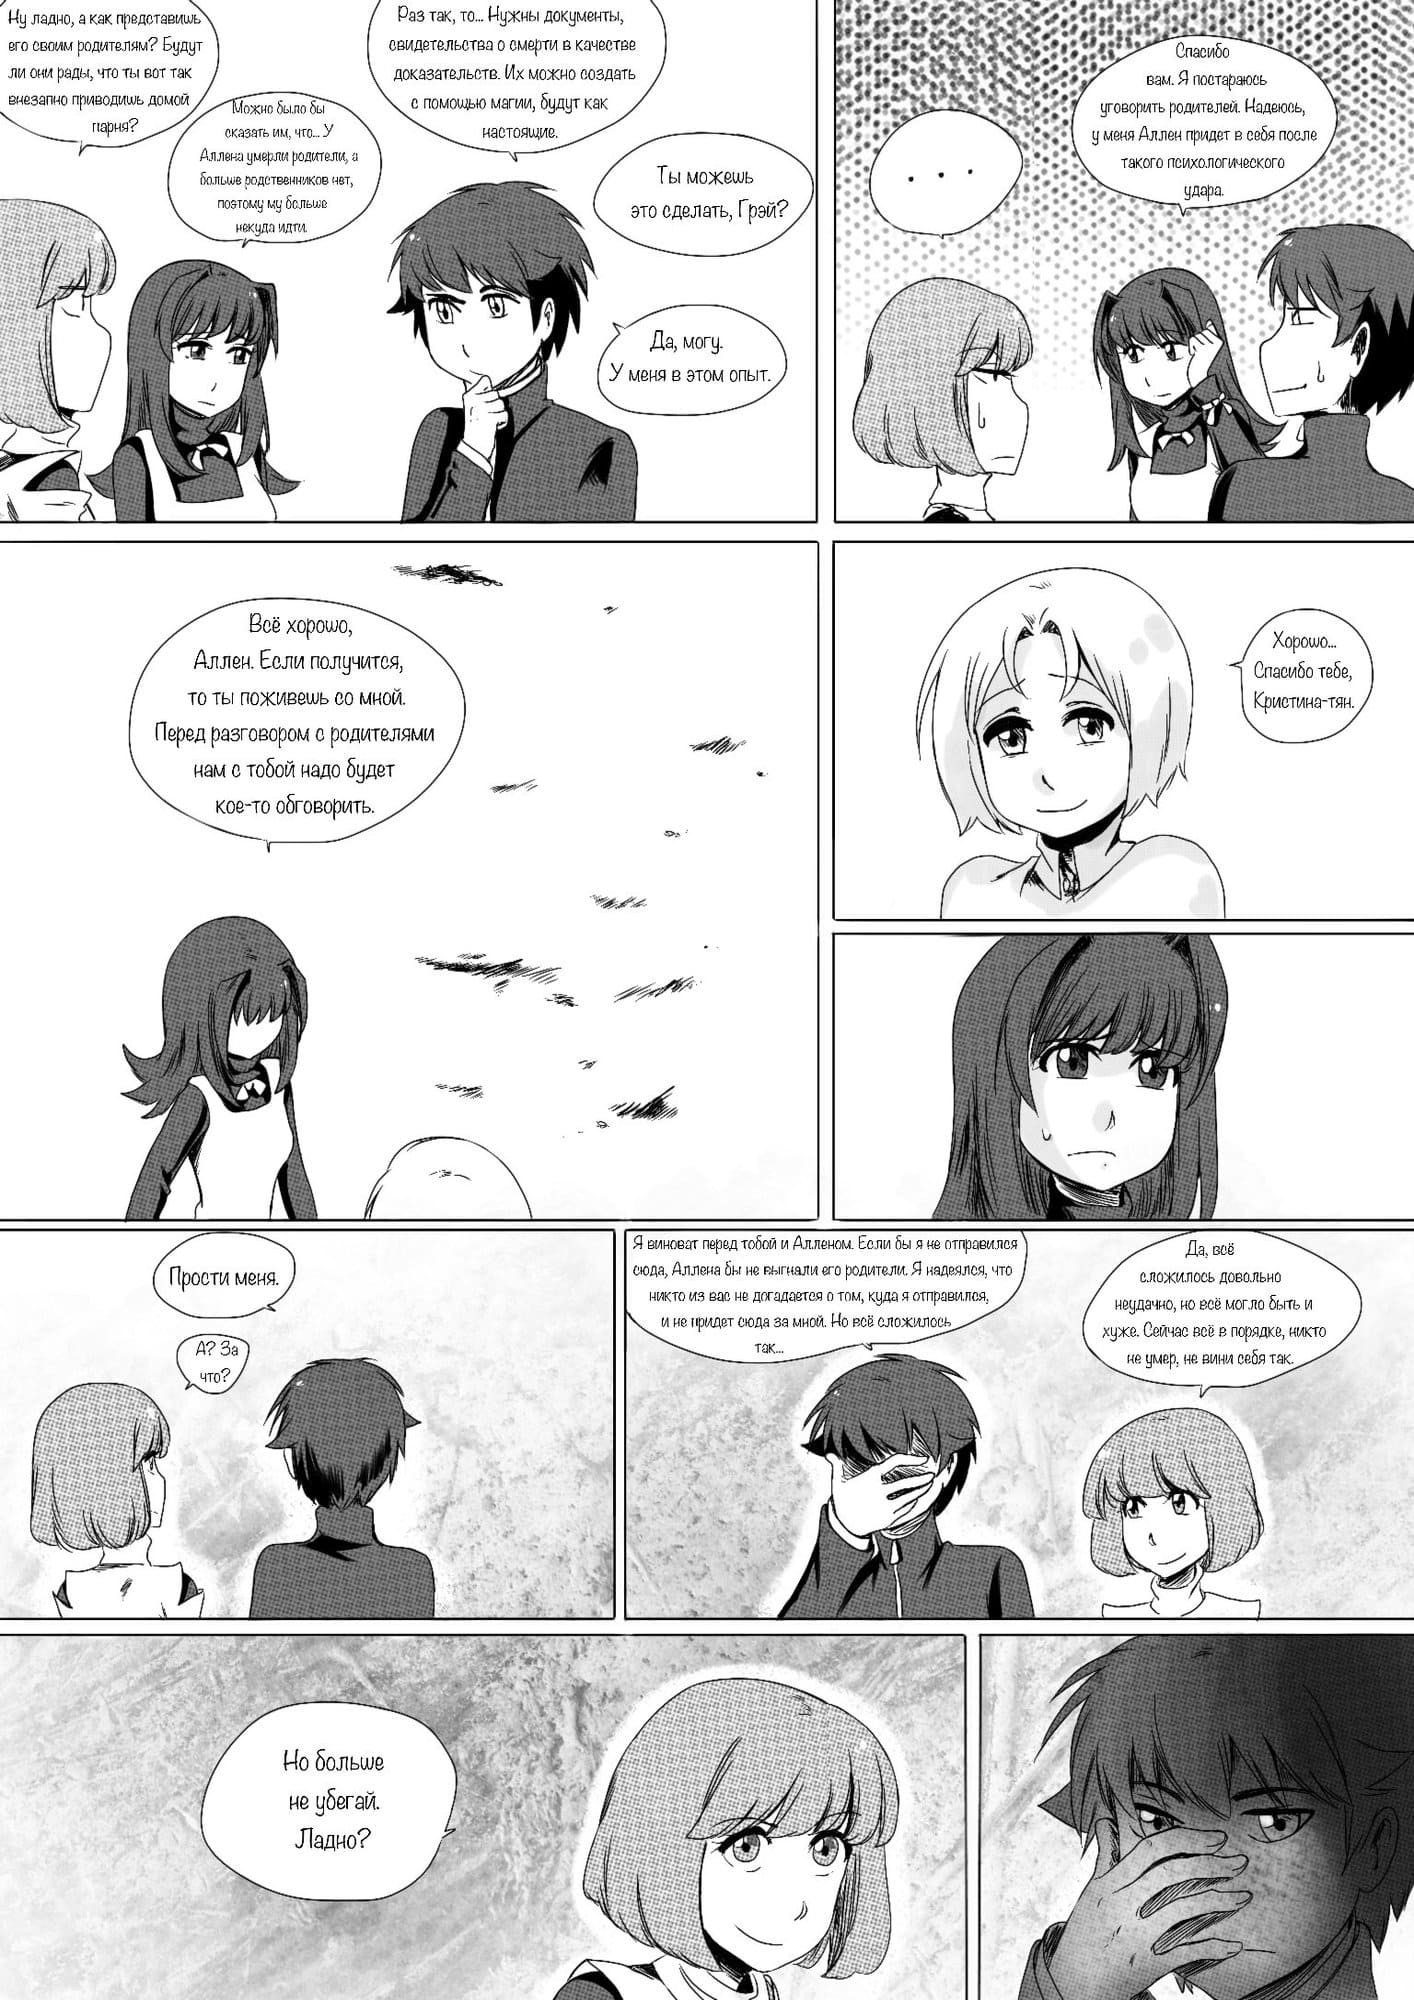 Ну ладно, а как представишь
его своим родителям? Будут
ли они рады, что ты вот так
внезапно приводишь домой
парня?
Можно было бы
сказать им, что... У
Аллена умерли родители, а
больше родственников нет,
поэтому му больше
некуда идти.
Раз так, то... Нужны документы,
свидетельства о смерти в качестве
доказательств. Их можно создать
с помощью магии, будут как
настоящие.
Ты можешь
это сделать, Грэй?
Да, могу.
У меня в этом опыт.
. . .
Спасибо
вам. Я постараюсь
уговорить родителей. Надеюсь,
у меня Аллен придет в себя после
такого психологического
удара.
Всё хорошо,
Аллен. Если получится,
то ты поживешь со мной.
Перед разговором с родителями
нам с тобой надо будет
кое-то обговорить.
Хорошо...
Спасибо тебе,
Кристина-тян.
Прости меня.
А? За
что?
Я виноват перед тобой и Алленом. Если бы я не отправился
сюда, Аллена бы не выгнали его родители. Я надеялся, что
никто из вас не догадается о том, куда я отправился,
и не придет сюда за мной. Но всё сложилось
так...
Да, всё
сложилось довольно
неудачно, но всё могло быть и
хуже. Сейчас всё в порядке, никто
не умер, не вини себя так.
Но больше
не убегай.
Ладно?